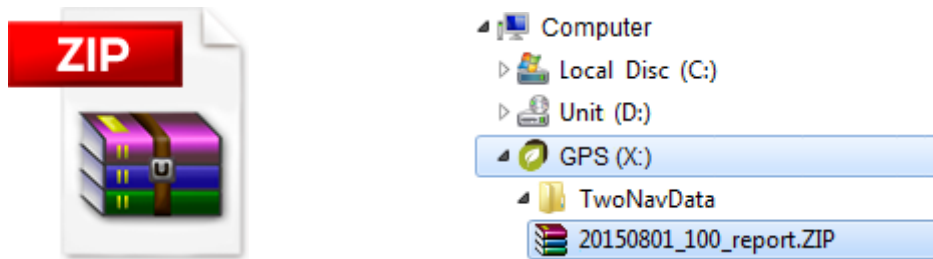 ZIP
Computer
Local Disc (C:)
Unit (D:)
GPS (X:)
TwoNavData
20150801_100_report.ZIP